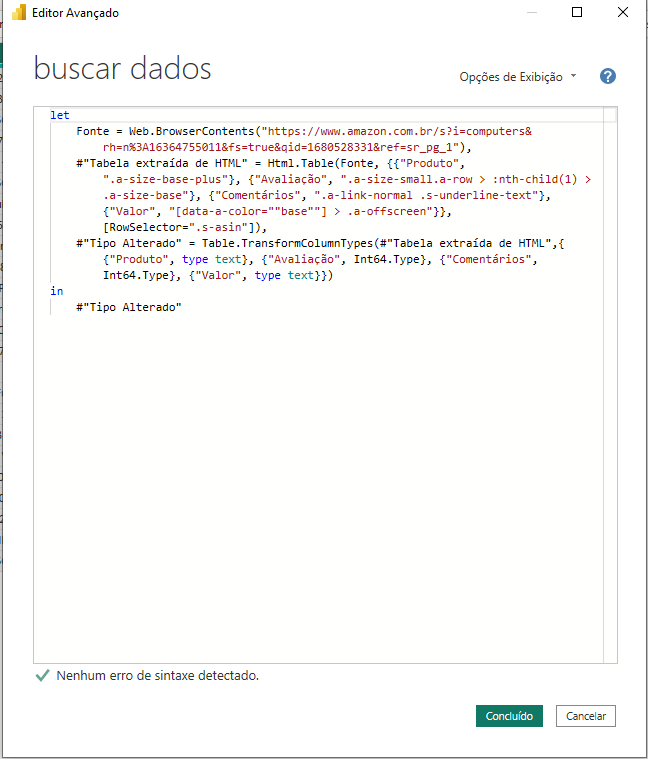 Editor Avançado
buscar dados
Opções de Exibição
?
let
Fonte = Web.BrowserContents("https://www.amazon.com.br/s?i=computers&
rh=n%3A16364755011&fs=true&qid=1680528331&ref=sr_pg_1"),
#"Tabela extraída de HTML" = Html.Table(Fonte, {{"Produto",
".a-size-base-plus"}, {"Avaliação", ".a-size-small.a-row > :nth-child(1) >
.a-size-base"}, {"Comentários", ".a-link-normal .s-underline-text"},
{"Valor", "[data-a-color=""base""] > .a-offscreen"}},
[RowSelector=".s-asin"]),
#"Tipo Alterado" = Table.TransformColumnTypes(#"Tabela extraída de HTML",{
{"Produto", type text}, {"Avaliação", Int64.Type}, {"Comentários",
Int64.Type}, {"Valor", type text}})
in
#"Tipo Alterado"
Nenhum erro de sintaxe detectado.
Concluído
Cancelar